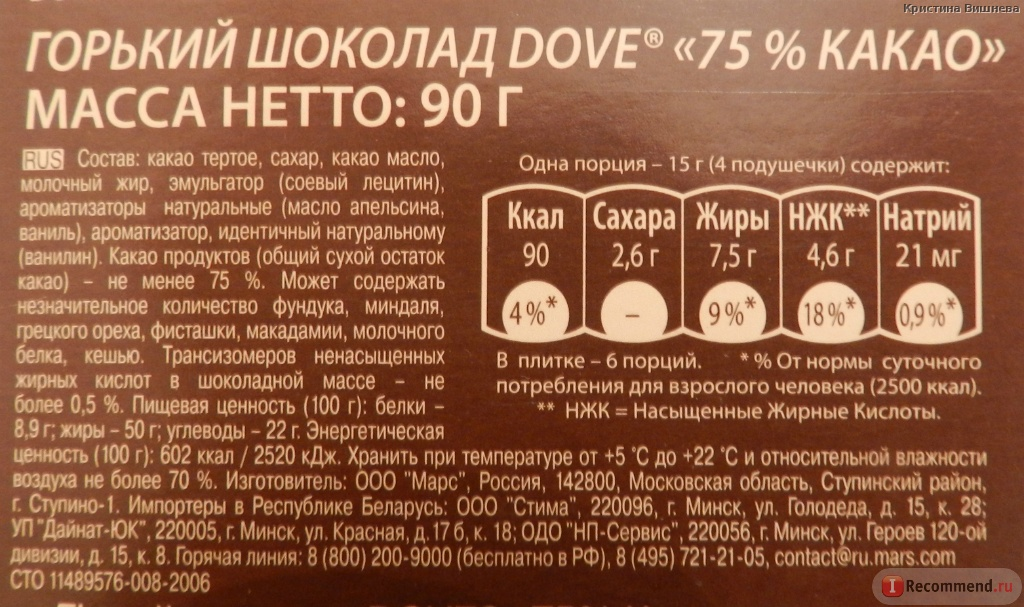 Кристина Вишнева
ГОРЬКИЙ ШОКОЛАД DOVE® «75 % КАКАО»
МАССА НЕТТО: 90 Г
RUS Состав: какао тертое, сахар, какао масло,
молочный жир, эмульгатор (соевый лецитин),
ароматизаторы натуральные (масло апельсина,
ваниль), ароматизатор, идентичный натуральному
(ванилин). Какао продуктов (общий сухой остаток
какао) – не менее 75 %. Может содержать
незначительное количество фундука, миндаля,
грецкого ореха, фисташки, макадамии, молочного
белка, кешью. Трансизомеров ненасыщенных
жирных кислот в шоколадной массе – не
более 0,5 %. Пищевая ценность (100 г): белки –
8,9 г; жиры – 50 г; углеводы – 22 г. Энергетическая
ценность (100 г): 602 ккал / 2520 кДж. Хранить при температуре от +5 °С до +22 °С и относительной влажности
воздуха не более 70 %. Изготовитель: ООО "Марс", Россия, 142800, Московская область, Ступинский район,
г. Ступино-1. Импортеры в Республике Беларусь: ООО "Стима", 220096, г. Минск, ул. Голодеда, д. 15, к. 28;
УП "Дайнат-ЮК", 220005, г. Минск, ул. Красная, д.17 б, к. 18; ОДО "НП-Сервис", 220056, г. Минск, ул. Героев 120-ой
дивизии, д. 15, к. 8. Горячая линия: 8 (800) 200-9000 (бесплатно в РФ), 8 (495) 721-21-05, contact@ru.mars.com
СТО 11489576-008-2006
Одна порция – 15 г (4 подушечки) содержит:
Ккал Сахара Жиры НЖК** Натрий
90 2,6 г 7,5 г 4,6 г 21 мг
4%* – 9%* 18%* 0,9%*
В плитке – 6 порций. * % От нормы суточного
потребления для взрослого человека (2500 ккал).
** НЖК = Насыщенные Жирные Кислоты.
I Recommend.ru